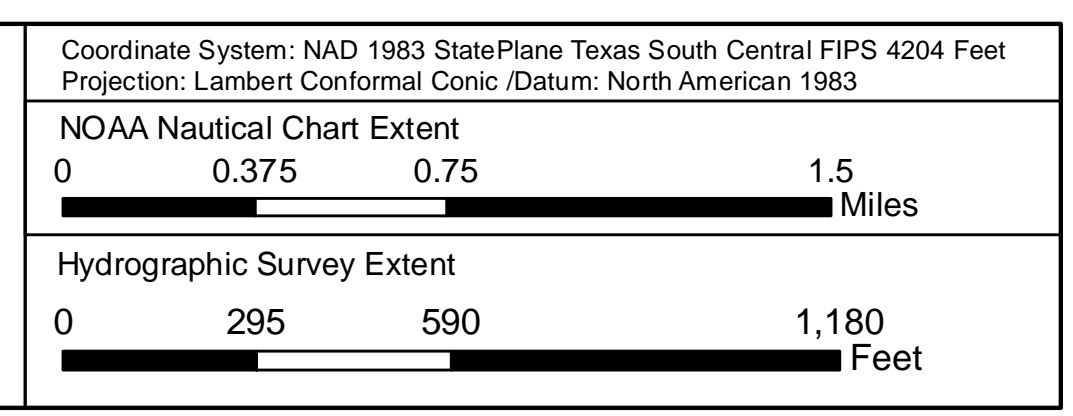 Coordinate System: NAD 1983 StatePlane Texas South Central FIPS 4204 Feet
Projection: Lambert Conformal Conic /Datum: North American 1983
NOAA Nautical Chart Extent
0 0.375 0.75 1.5
Miles
Hydrographic Survey Extent
0 295 590 1,180
Feet